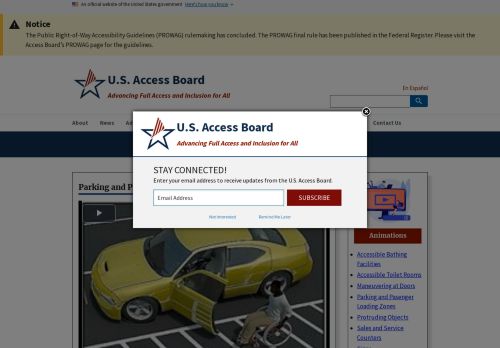 An official website of the United States government Here's how you know
Notice
The Public Right-of-Way Accessibility Guidelines (PROWAG) rulemaking has concluded. The PROWAG final rule has been published in the Federal Register. Please visit the
Access Board's PROWAG page for the guidelines.
U.S. Access Board
Advancing Full Access and Inclusion for All
En Español
About News Ad
Contact Us
U.S. Access Board
Advancing Full Access and Inclusion for All
STAY CONNECTED!
Enter your email address to receive updates from the U.S. Access Board.
Email Address SUBSCRIBE
Not Interested Remind Me Later
Parking and P
Animations
Accessible Bathing
Facilities
Accessible Toilet Rooms
Maneuvering at Doors
Parking and Pasenger
Loading Zones
Protruding Objects
Sales and Service
Counters